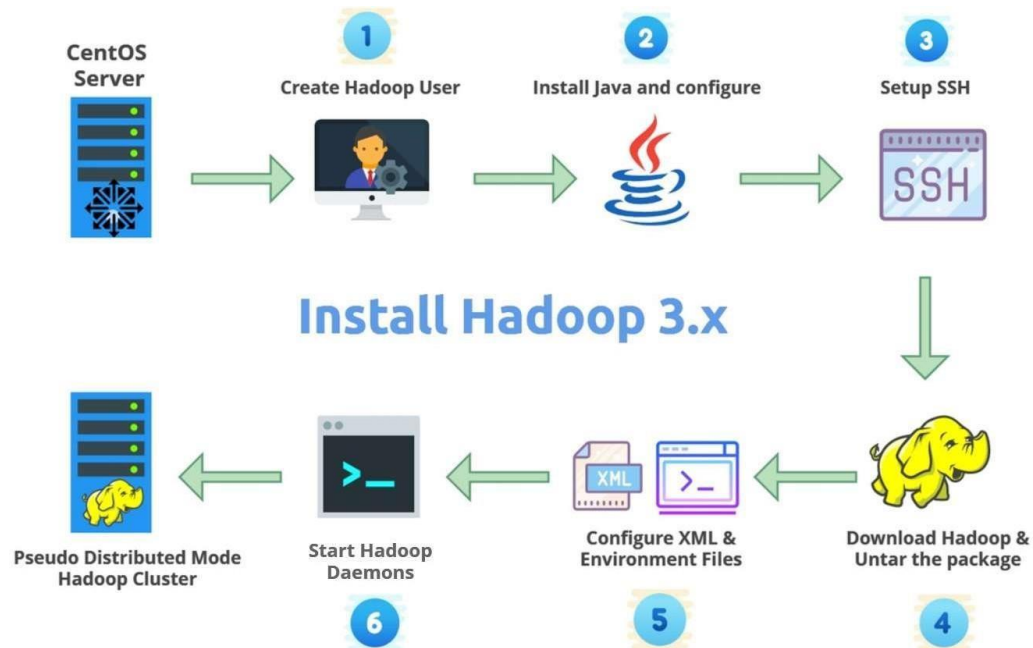 CentOS
Server
1
Create Hadoop User
2
Install Java and configure
3
Setup SSH
SSH
Install Hadoop 3.x
Download Hadoop &
Untar the package
4
XML
>_
Configure XML &
Environment Files
5
>_
Start Hadoop
Daemons
6
Pseudo Distributed Mode
Hadoop Cluster